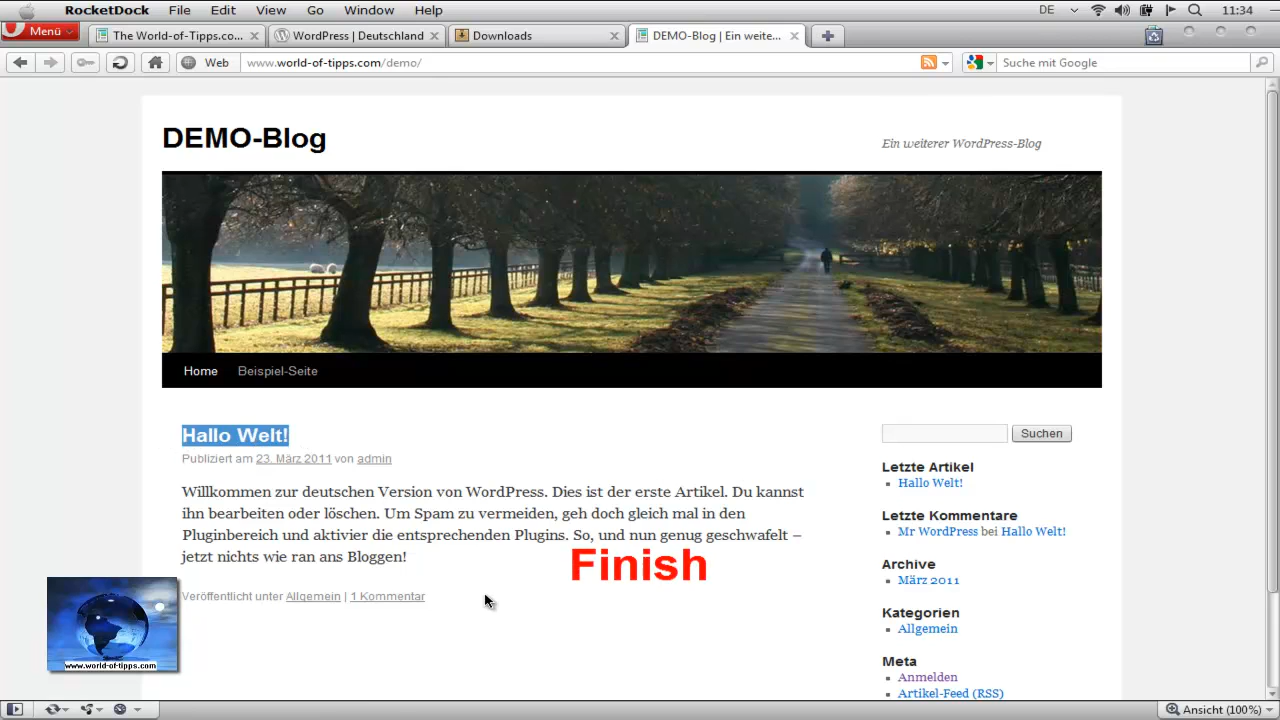 RocketDock File Edit View Go Window Help DE 11:34
Menü The World-of-Tipps.co... WordPress | Deutschland Downloads DEMO-Blog | Ein weite...
Web www.world-of-tipps.com/demo/ Suche mit Google
DEMO-Blog
Ein weiterer WordPress-Blog
Home Beispiel-Seite
Hallo Welt!
Publiziert am 23. März 2011 von admin
Willkommen zur deutschen Version von WordPress. Dies ist der erste Artikel. Du kannst
ihn bearbeiten oder löschen. Um Spam zu vermeiden, geh doch gleich mal in den
Pluginbereich und aktivier die entsprechenden Plugins. So, und nun genug geschwafelt –
jetzt nichts wie ran ans Bloggen!
Finish
Veröffentlicht unter Allgemein | 1 Kommentar
www.world-of-tipps.com
Suchen
Letzte Artikel
Hallo Welt!
Letzte Kommentare
Mr WordPress bei Hallo Welt!
Archive
März 2011
Kategorien
Allgemein
Meta
Anmelden
Artikel-Feed (RSS)
Ansicht (100%)